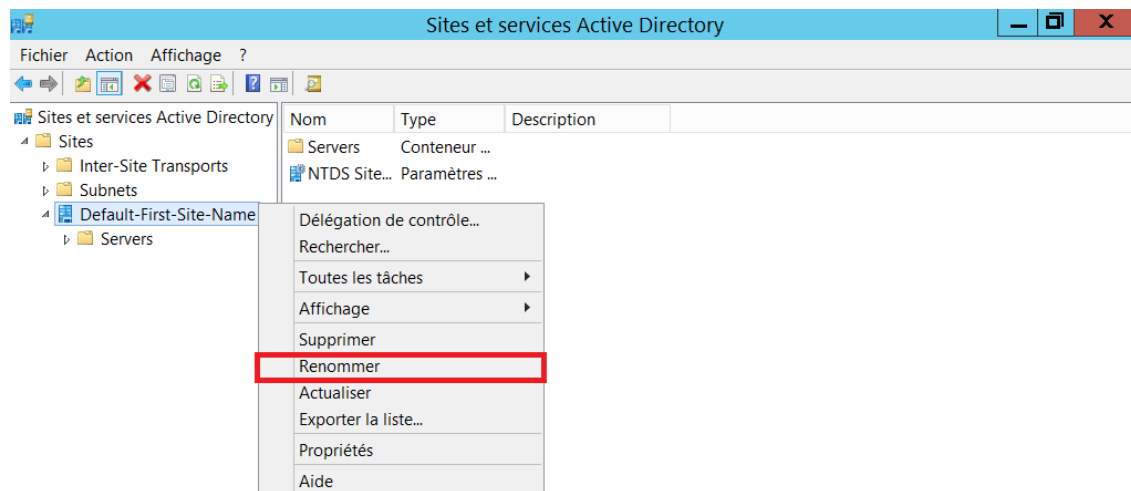 Sites et services Active Directory
Fichier Action Affichage ?
Sites et services Active Directory
Sites
Inter-Site Transports
Subnets
Default-First-Site-Name
Servers
Nom Type Description
Servers Conteneur ...
NTDS Site... Paramètres ...
Délégation de contrôle...
Rechercher...
Toutes les tâches
Affichage
Supprimer
Renommer
Actualiser
Exporter la liste...
Propriétés
Aide